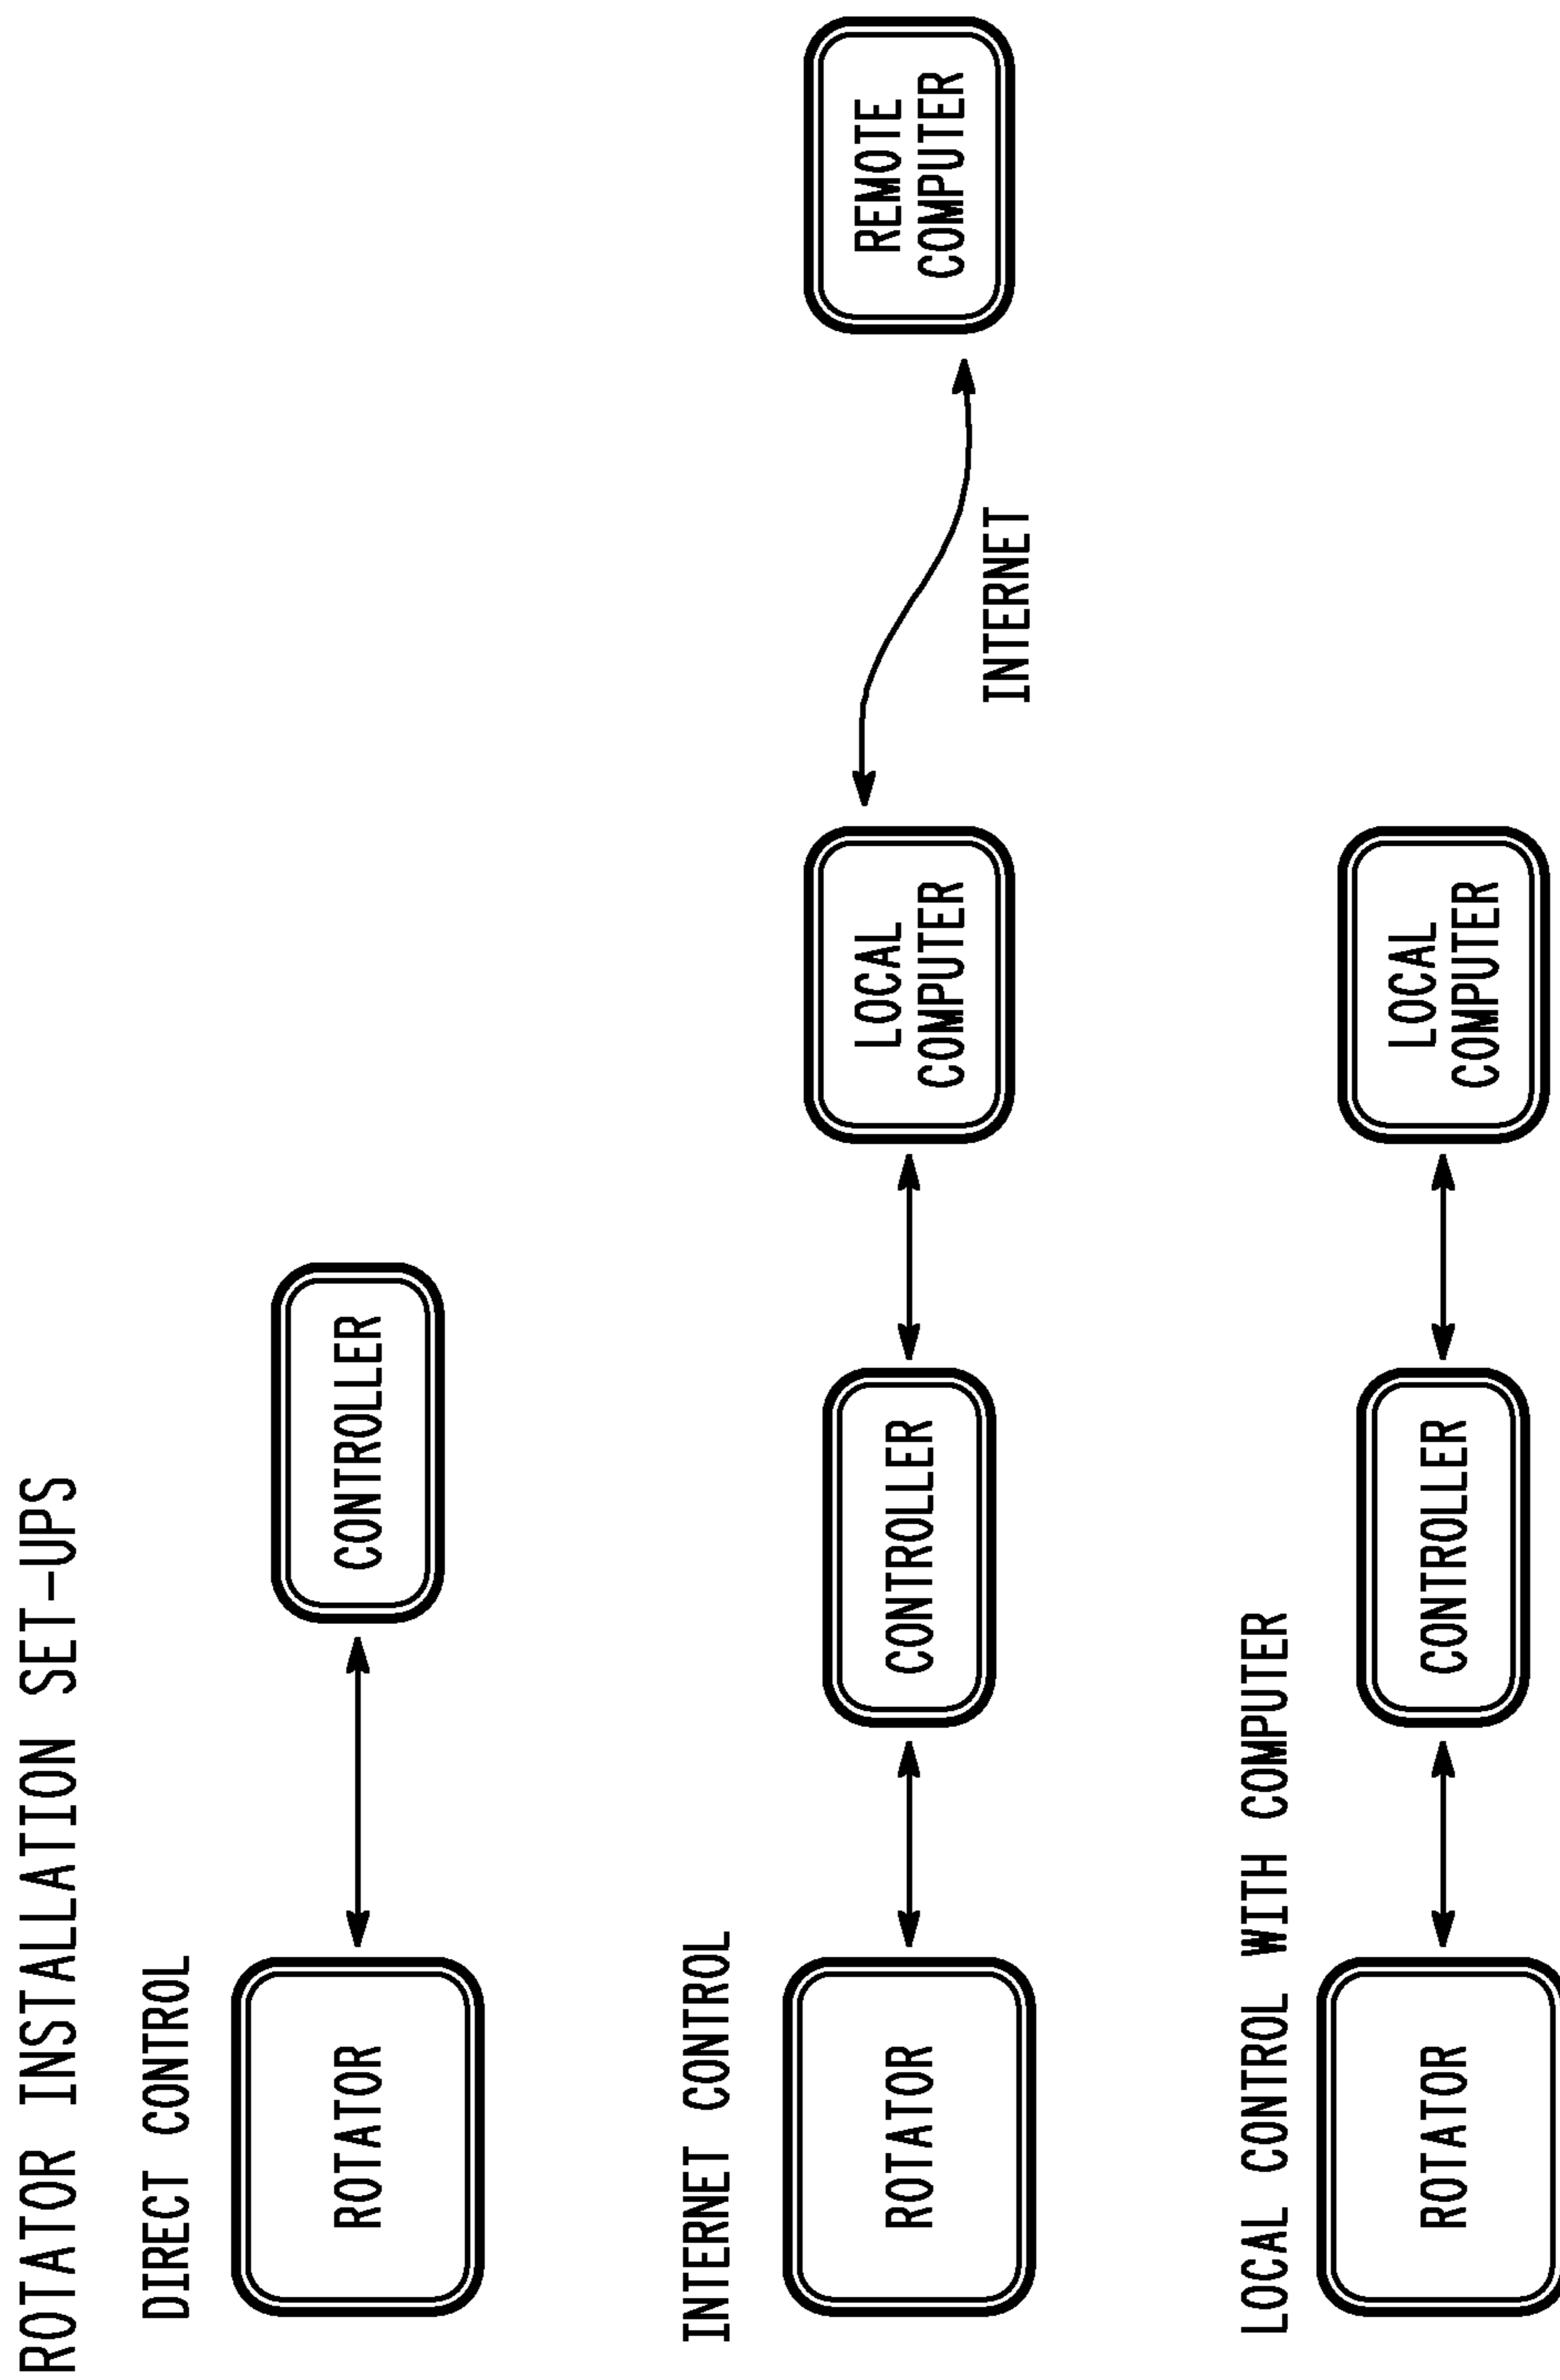 ROTATOR INSTALLATION SET-UPS
DIRECT CONTROL
ROTATOR
CONTROLLER
INTERNET CONTROL
ROTATOR
CONTROLLER
LOCAL
COMPUTER
INTERNET
REMOTE
COMPUTER
LOCAL CONTROL WITH COMPUTER
ROTATOR
CONTROLLER
LOCAL
COMPUTER